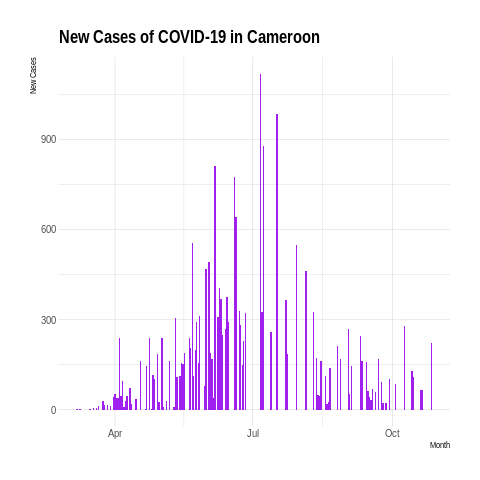 New Cases of COVID-19 in Cameroon
New Cases
900
600
300
0
Apr
Jul
Oct
Month